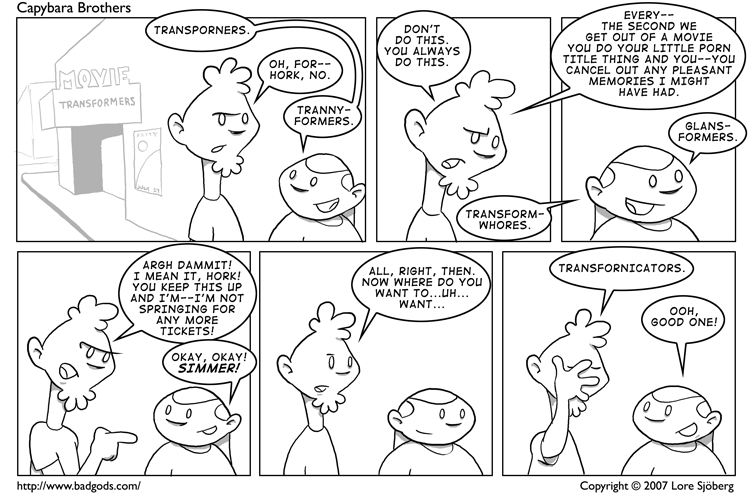 Capybara Brothers
MOVIE
TRANSFORMERS
TRANSPORNERS.
OH, FOR--
HORK, NO.
TRANNY-
FORMERS.
DON'T
DO THIS.
YOU ALWAYS
DO THIS.
EVERY--
THE SECOND WE
GET OUT OF A MOVIE
YOU DO YOUR LITTLE PORN
TITLE THING AND YOU--YOU
CANCEL OUT ANY PLEASANT
MEMORIES I MIGHT
HAVE HAD.
TRANSFORM-
WHORES.
GLANS-
FORMERS.
ARGH DAMMIT!
I MEAN IT, HORK!
YOU KEEP THIS UP
AND I'M--I'M NOT
SPRINGING FOR
ANY MORE
TICKETS!
OKAY, OKAY!
SIMMER!
ALL, RIGHT, THEN.
NOW WHERE DO YOU
WANT TO...UH...
WANT...
TRANSFORNICATORS.
OOH,
GOOD ONE!
http://www.badgods.com/
Copyright © 2007 Lore Sjöberg